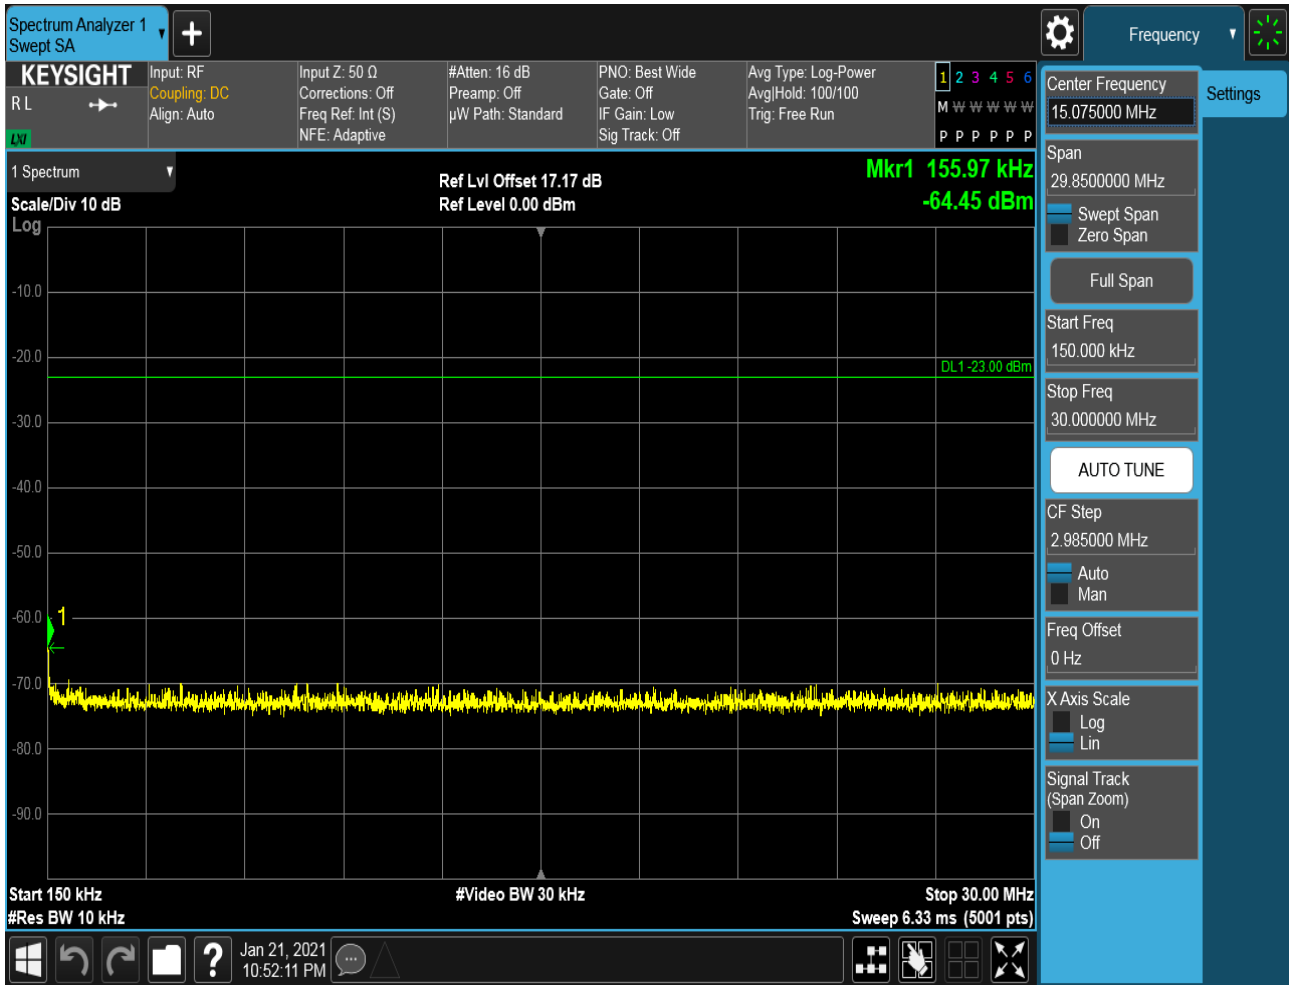 Spectrum Analyzer 1
Swept SA
+
Frequency
KEYSIGHT
R L
LXI
Input: RF
Coupling: DC
Align: Auto
Input Z: 50 Ω
Corrections: Off
Freq Ref: Int (S)
NFE: Adaptive
#Atten: 16 dB
Preamp: Off
µW Path: Standard
PNO: Best Wide
Gate: Off
IF Gain: Low
Sig Track: Off
Avg Type: Log-Power
Avg|Hold: 100/100
Trig: Free Run
1 2 3 4 5 6
M W W W W W
P P P P P P
1 Spectrum
Scale/Div 10 dB
Log
Ref Lvl Offset 17.17 dB
Ref Level 0.00 dBm
Mkr1 155.97 kHz
-64.45 dBm
-10.0
-20.0
DL1 -23.00 dBm
-30.0
-40.0
-50.0
-60.0
1
-70.0
-80.0
-90.0
Start 150 kHz
#Video BW 30 kHz
Stop 30.00 MHz
#Res BW 10 kHz
Sweep 6.33 ms (5001 pts)
?
Jan 21, 2021
10:52:11 PM
Center Frequency
15.075000 MHz
Settings
Span
29.8500000 MHz
Swept Span
Zero Span
Full Span
Start Freq
150.000 kHz
Stop Freq
30.000000 MHz
AUTO TUNE
CF Step
2.985000 MHz
Auto
Man
Freq Offset
0 Hz
X Axis Scale
Log
Lin
Signal Track
(Span Zoom)
On
Off